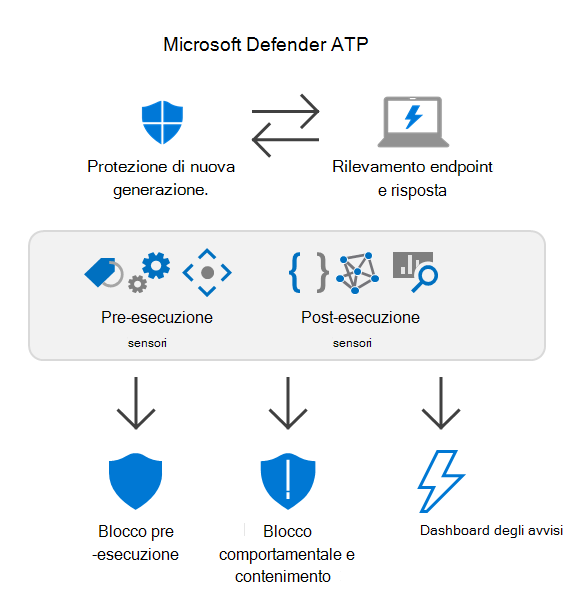 Microsoft Defender ATP
Protezione di nuova
generazione.
Rilevamento endpoint
e risposta
Pre-esecuzione
sensori
Post-esecuzione
sensori
Blocco pre
-esecuzione
Blocco
comportamentale e
contenimento
Dashboard degli avvisi